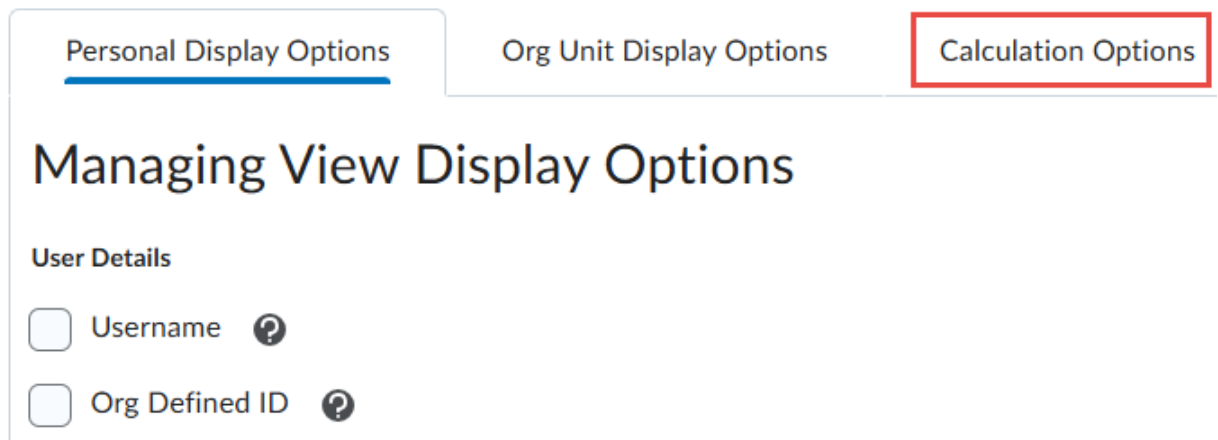 Personal Display Options Org Unit Display Options Calculation Options
Managing View Display Options
User Details
Username ?
Org Defined ID ?